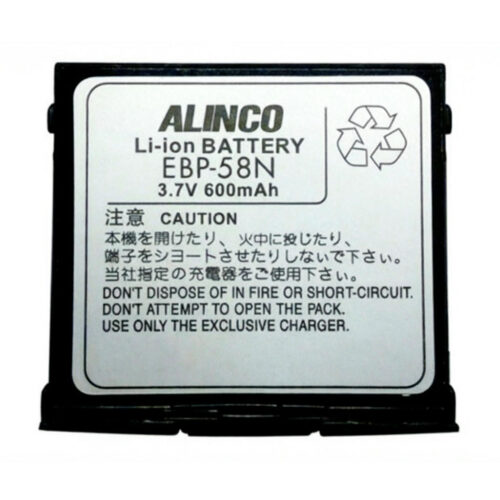 ALINCO
Li-ion BATTERY
EBP-58N
3.7V 600mAh
注意 CAUTION
本機を開けたり、火中に投じたり、
端子をショートさせたりしないで下さい。
当社指定の充電器をご使用下さい。
DON'T DISPOSE OF IN FIRE OR SHORT-CIRCUIT.
DON'T ATTEMPT TO OPEN THE PACK.
USE ONLY THE EXCLUSIVE CHARGER.